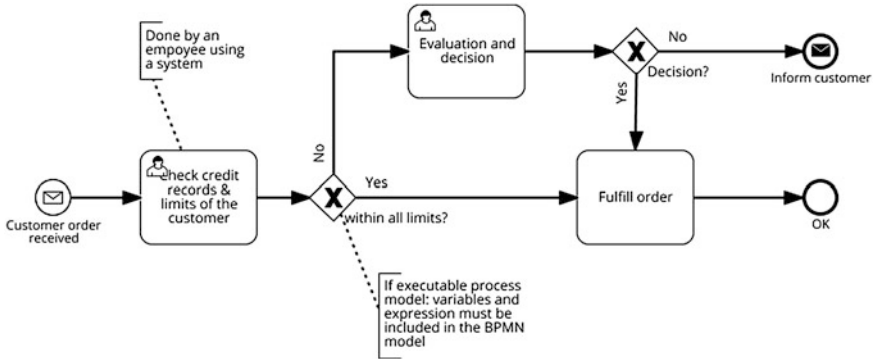 Done by an
empoyee using
a system
Evaluation and
decision
No
Decision?
Inform customer
Yes
No
Customer order
received
Check credit
records &
limits of the
customer
Yes
within all limits?
Fulfill order
OK
If executable process
model: variables and
expression must be
included in the BPMN
model